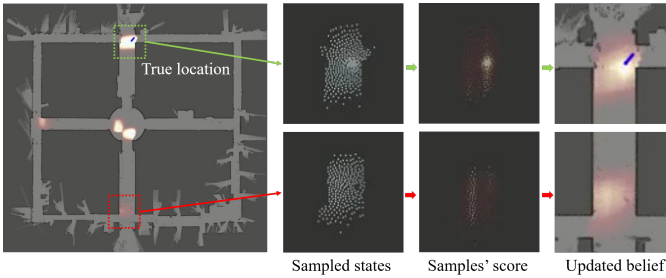 True location
Sampled states
Samples' score
Updated belief